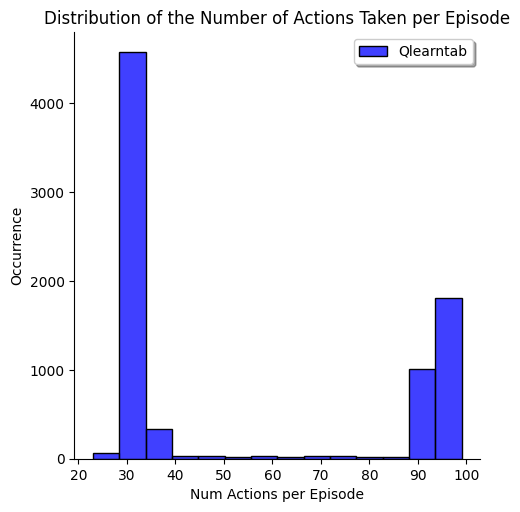 Distribution of the Number of Actions Taken per Episode
Qlearntab
Occurrence
4000
3000
2000
1000
0
20 30 40 50 60 70 80 90 100
Num Actions per Episode